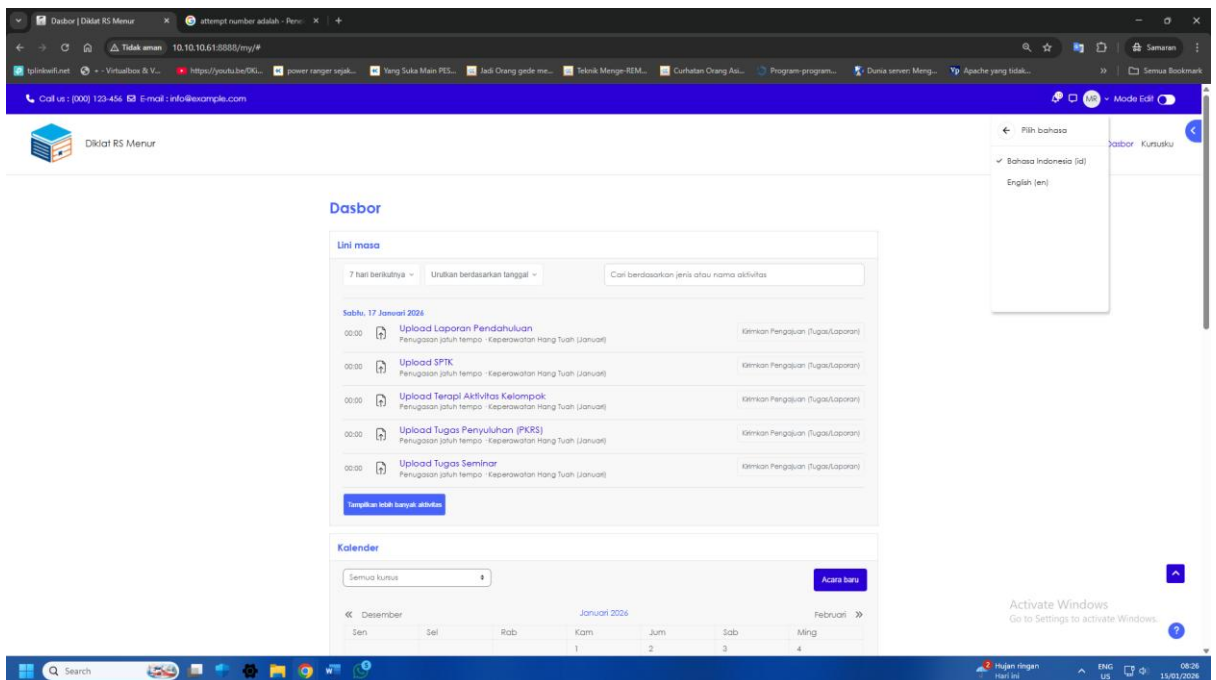 Dasbor | Diklat RS Menur
attempt number adalah - Pene
Tidak aman 10.10.10.61:8888/my/#
Samaran
tplinkwifi.net + - Virtualbox & V... https://youtu.be/0Gi... power ranger sejak... Yang Suka Main PES... Jadi Orang gede me... Teknik Menge-REM... Curhatan Orang Asi... Program-program... Dunia server: Meng... Apache yang tidak... » Semua Bookmark
Call us : (000) 123-456 E-mail : info@example.com
MR Mode Edit
Diklat RS Menur
Dasbor Kursusku
Pilih bahasa
Bahasa Indonesia (id)
English (en)
Dasbor
Lini masa
7 hari berikutnya Urutkan berdasarkan tanggal Cari berdasarkan jenis atau nama aktivitas
Sabtu, 17 Januari 2026
00:00 Upload Laporan Pendahuluan Kirimkan Pengajuan (Tugas/Laporan)
Penugasan jatuh tempo · Keperawatan Hang Tuah (Januari)
00:00 Upload SPTK Kirimkan Pengajuan (Tugas/Laporan)
Penugasan jatuh tempo · Keperawatan Hang Tuah (Januari)
00:00 Upload Terapi Aktivitas Kelompok Kirimkan Pengajuan (Tugas/Laporan)
Penugasan jatuh tempo · Keperawatan Hang Tuah (Januari)
00:00 Upload Tugas Penyuluhan (PKRS) Kirimkan Pengajuan (Tugas/Laporan)
Penugasan jatuh tempo · Keperawatan Hang Tuah (Januari)
00:00 Upload Tugas Seminar Kirimkan Pengajuan (Tugas/Laporan)
Penugasan jatuh tempo · Keperawatan Hang Tuah (Januari)
Tampilkan lebih banyak aktivitas
Kalender
Semua kursus
Acara baru
« Desember Januari 2026 Februari »
Sen Sel Rab Kam Jum Sab Ming
1 2 3 4
Activate Windows
Go to Settings to activate Windows.
Search
2 Hujan ringan
Hari ini
ENG
US
08:26
15/01/2026